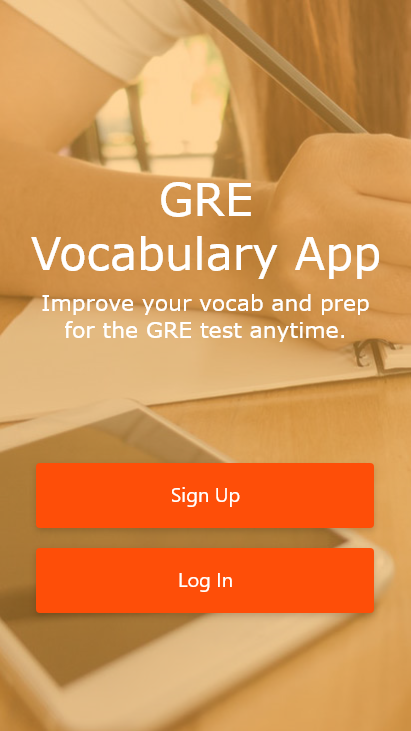 GRE
Vocabulary App
Improve your vocab and prep
for the GRE test anytime.
Sign Up
Log In